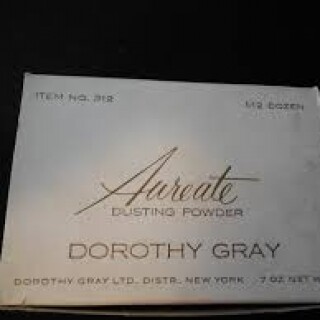 ITEM NO. 312
1/12 DOZEN
Aureate
DUSTING POWDER
DOROTHY GRAY
DOROTHY GRAY LTD., DISTR., NEW YORK 7 OZ. NET